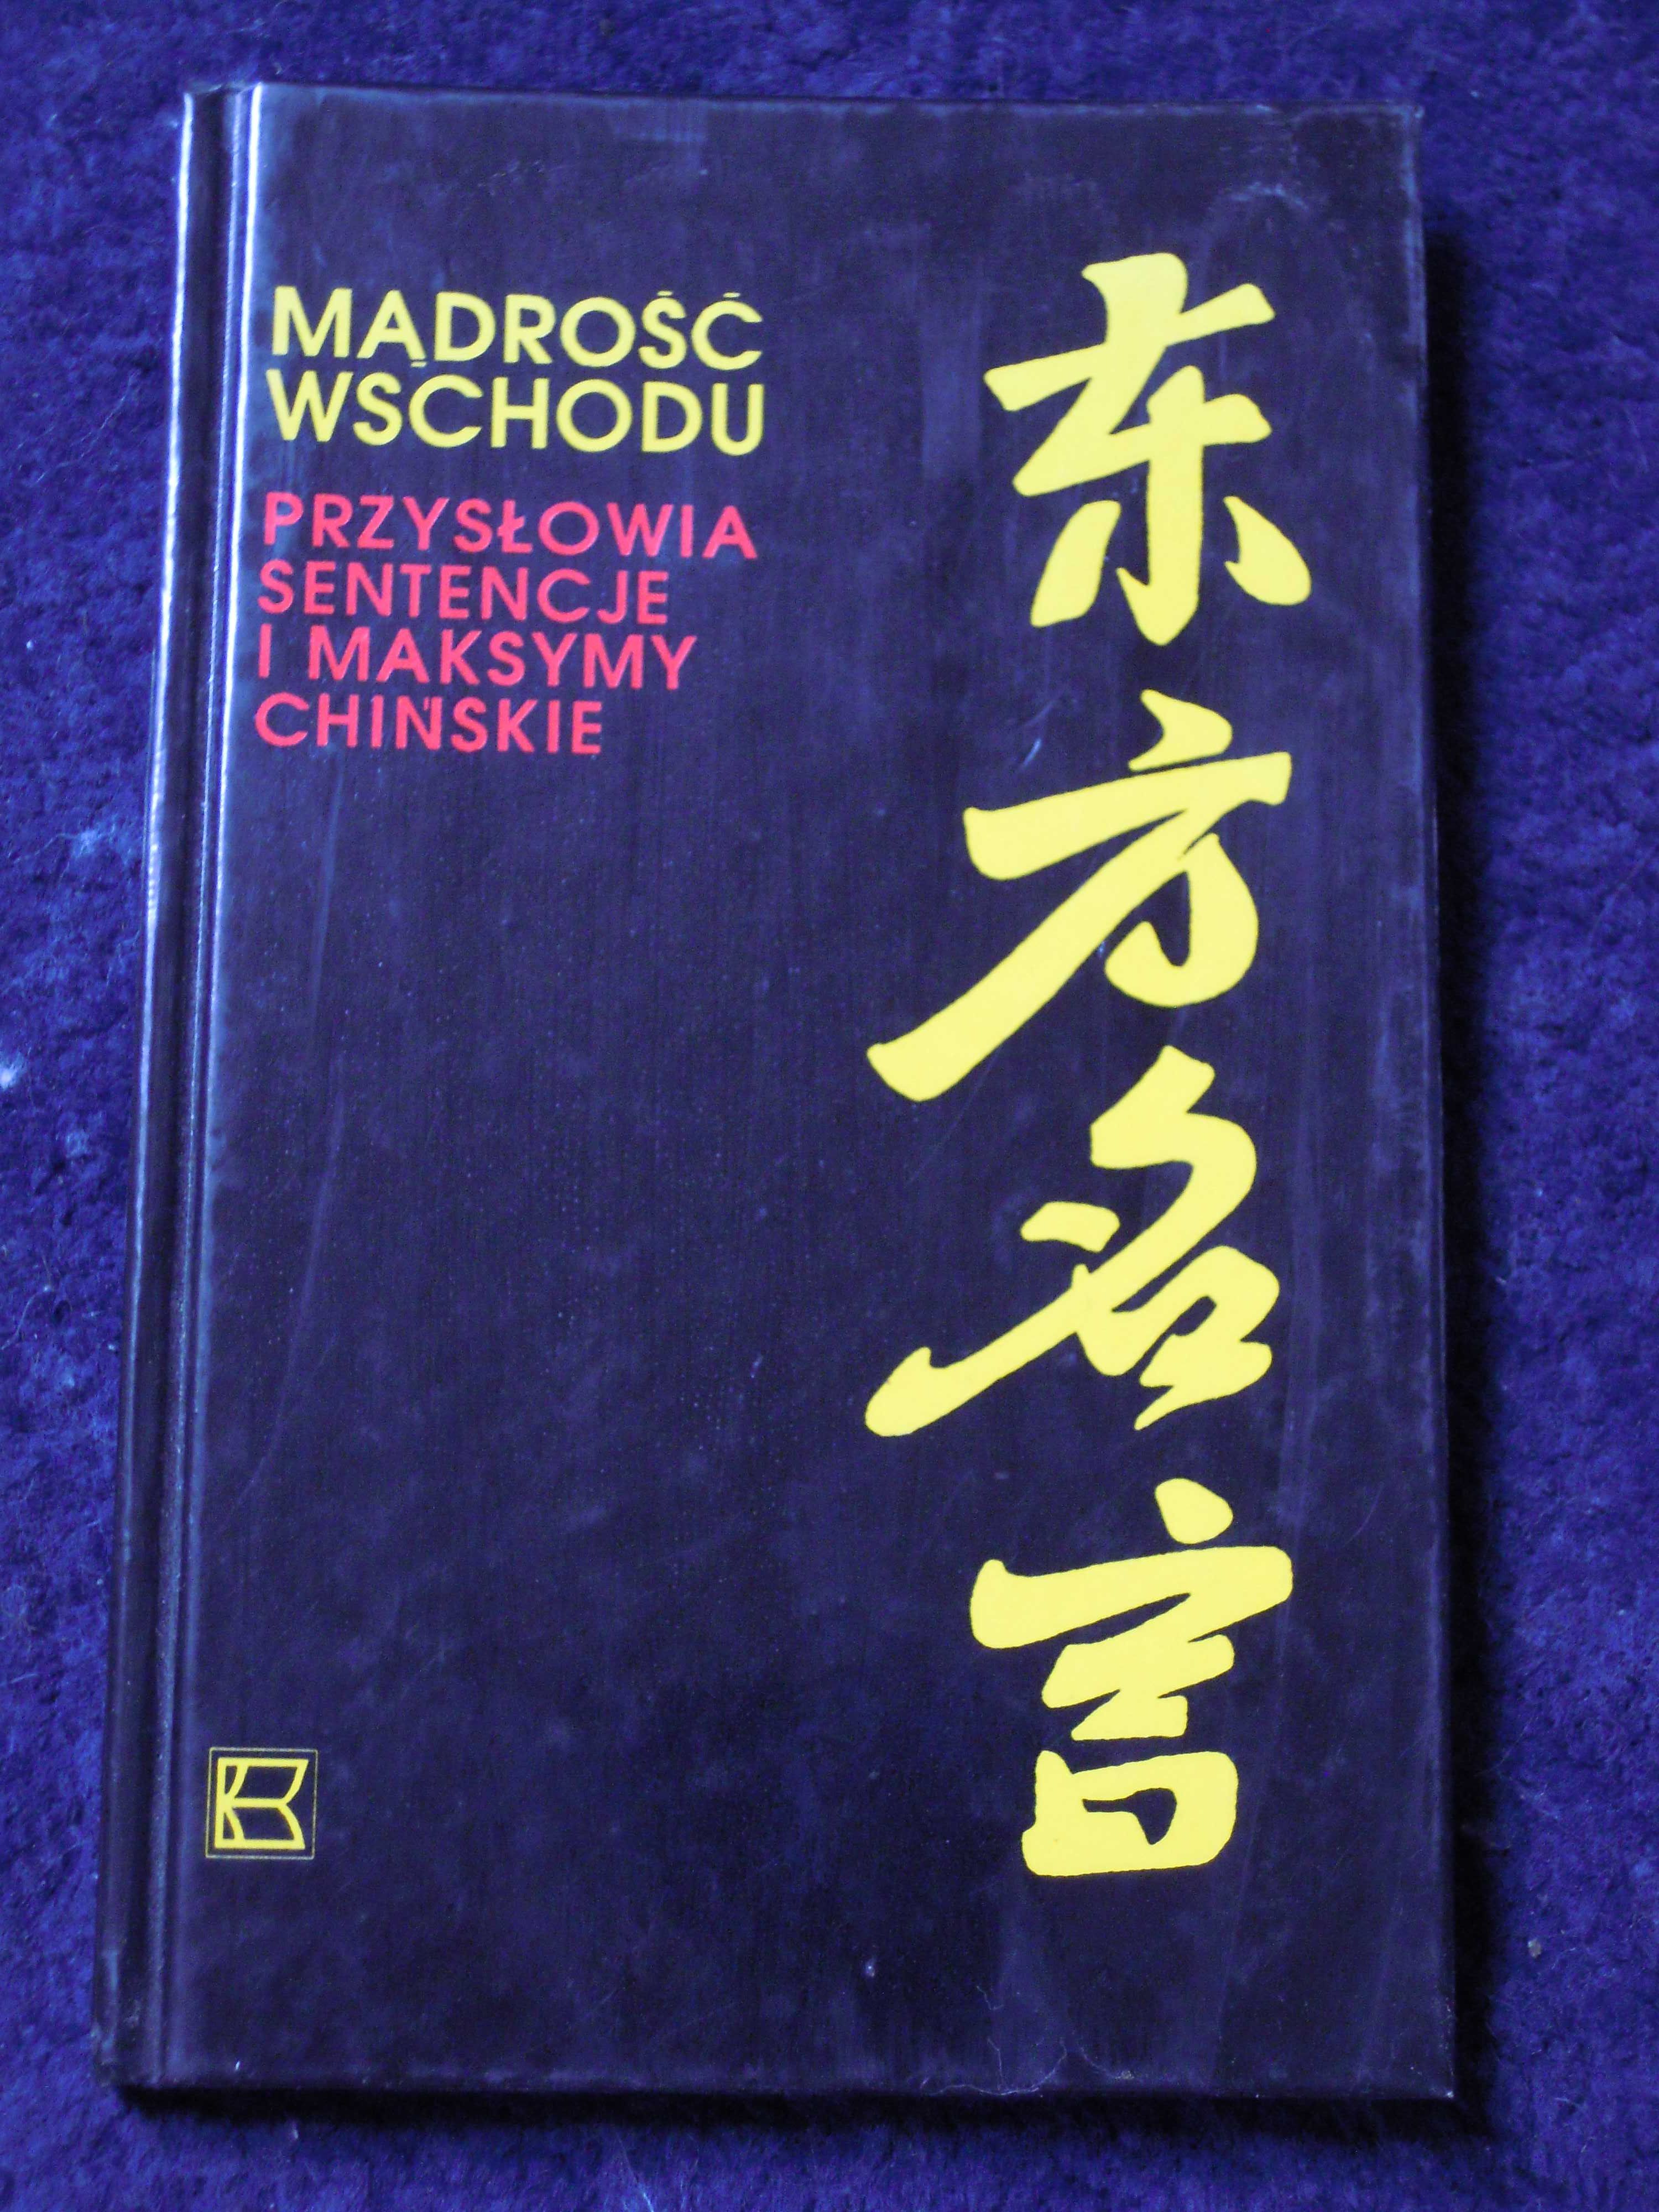 MĄDROŚĆ
WSCHODU
PRZYSŁOWIA
SENTENCJE
I MAKSYMY
CHIŃSKIE
东方名言